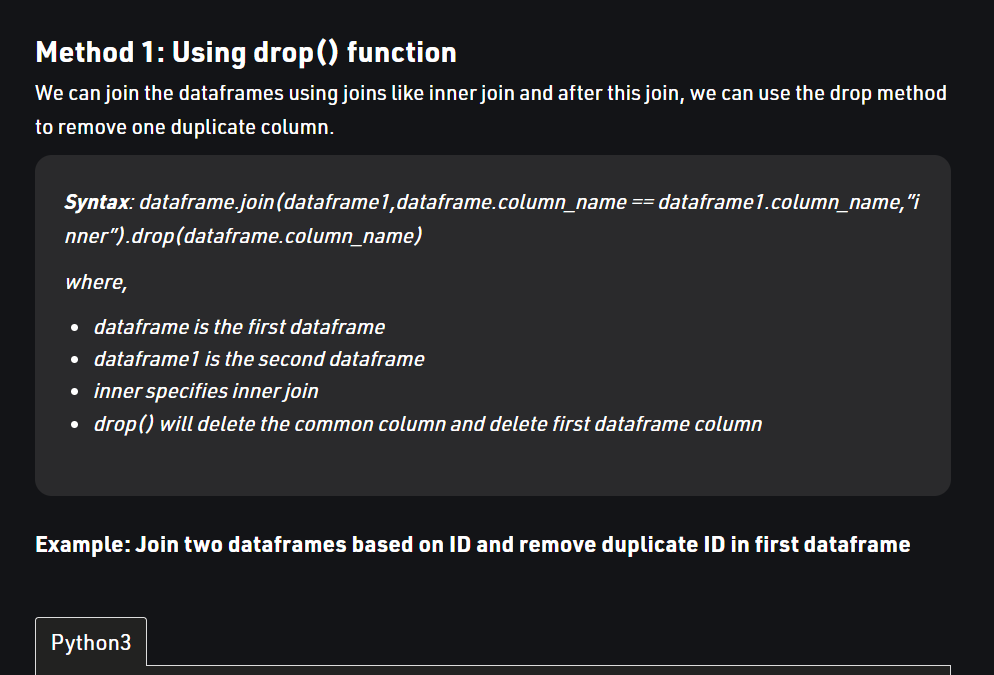 Method 1: Using drop() function
We can join the dataframes using joins like inner join and after this join, we can use the drop method
to remove one duplicate column.
Syntax: dataframe.join(dataframe1,dataframe.column_name == dataframe1.column_name,”i
nner”).drop(dataframe.column_name)
where,
• dataframe is the first dataframe
• dataframe1 is the second dataframe
• inner specifies inner join
• drop() will delete the common column and delete first dataframe column
Example: Join two dataframes based on ID and remove duplicate ID in first dataframe
Python3